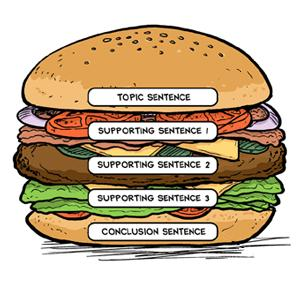 TOPIC SENTENCE
SUPPORTING SENTENCE 1
SUPPORTING SENTENCE 2
SUPPORTING SENTENCE 3
CONCLUSION SENTENCE